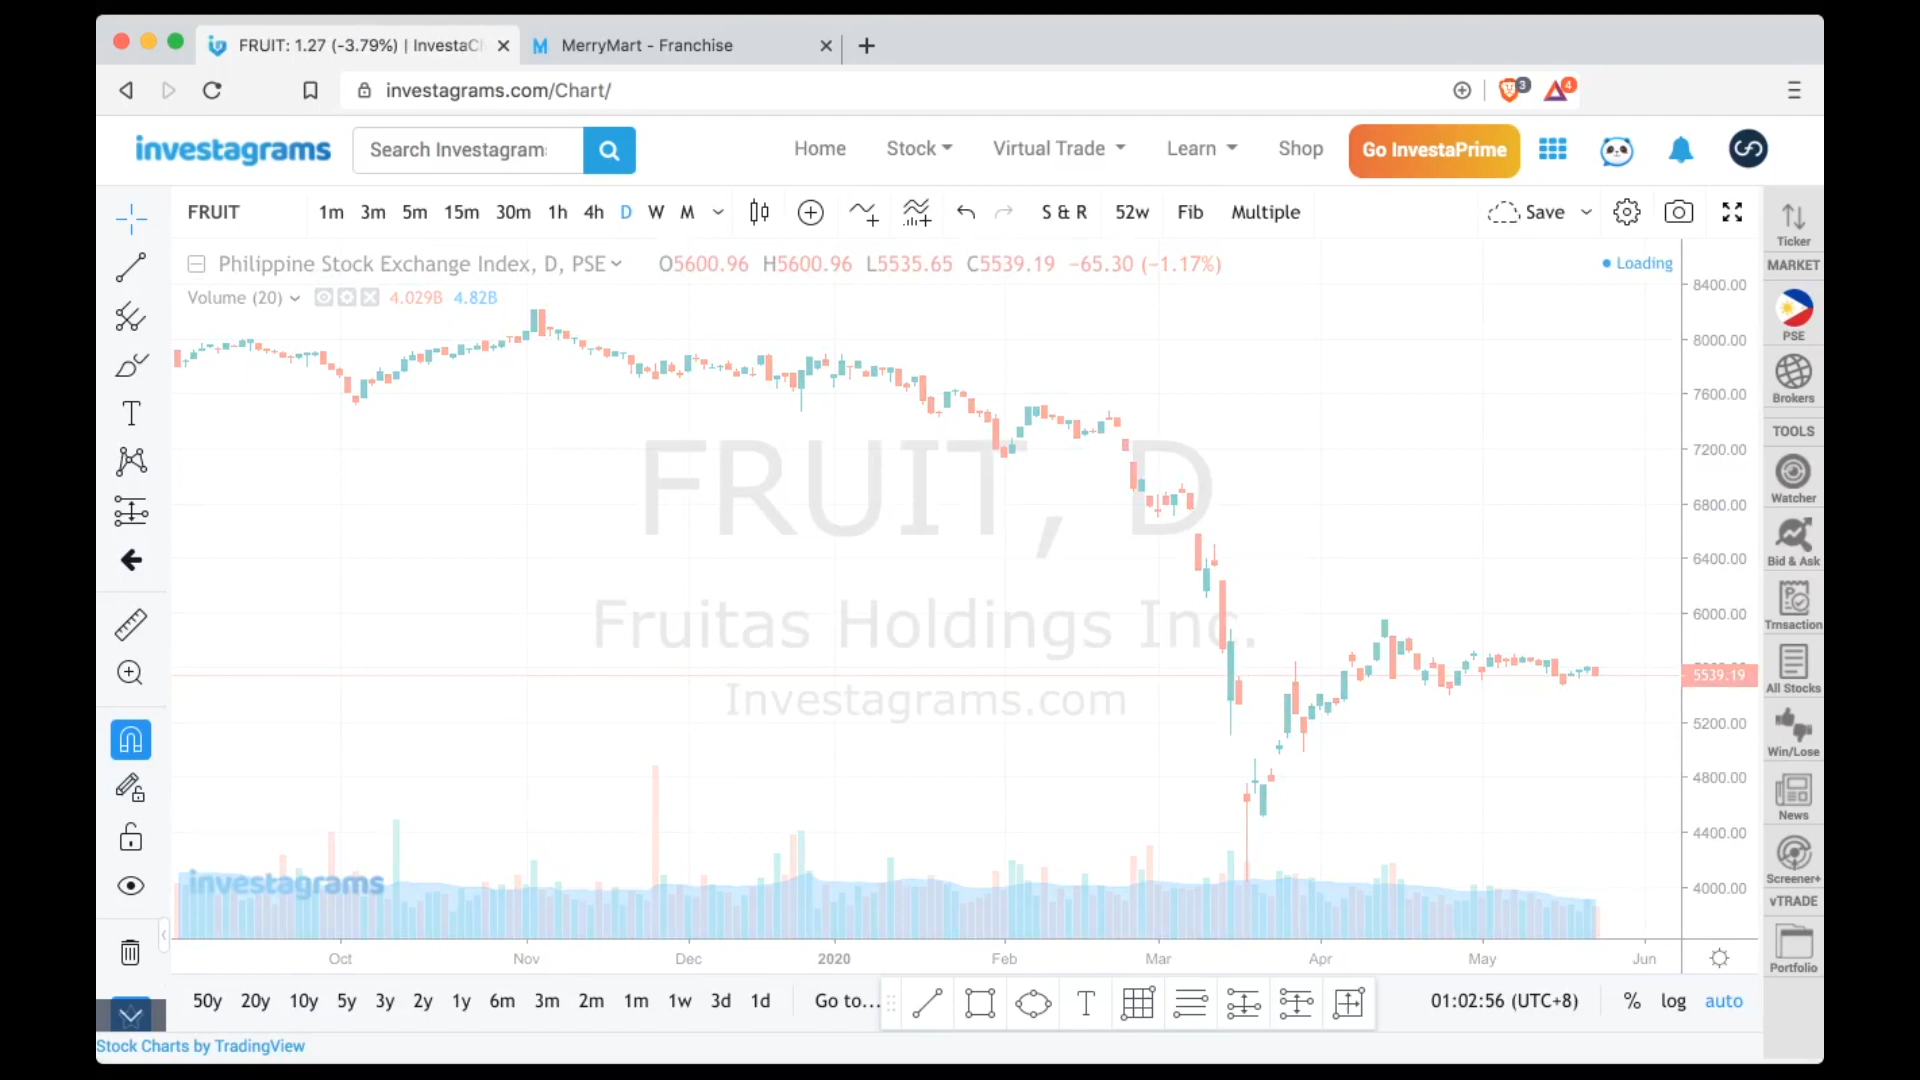 FRUIT: 1.27 (-3.79%) | InvestaCh
MerryMart - Franchise
investagrams.com/Chart/
3
4
investagrams
Search Investagram
Home
Stock
Virtual Trade
Learn
Shop
Go InvestaPrime
FRUIT
1m 3m 5m 15m 30m 1h 4h D W M
S & R
52w
Fib
Multiple
Save
Philippine Stock Exchange Index, D, PSE O5600.96 H5600.96 L5535.65 C5539.19 −65.30 (−1.17%)
Loading
Volume (20) 4.029B 4.82B
FRUIT, D
Fruitas Holdings Inc.
Investagrams.com
investagrams
8400.00
8000.00
7600.00
7200.00
6800.00
6400.00
6000.00
5539.19
5200.00
4800.00
4400.00
4000.00
Oct Nov Dec 2020 Feb Mar Apr May Jun
50y 20y 10y 5y 3y 2y 1y 6m 3m 2m 1m 1w 3d 1d Go to...
T
01:02:56 (UTC+8) % log auto
Stock Charts by TradingView
Ticker
MARKET
PSE
Brokers
TOOLS
Watcher
Bid & Ask
Trnsaction
All Stocks
Win/Lose
News
Screener+
vTRADE
Portfolio